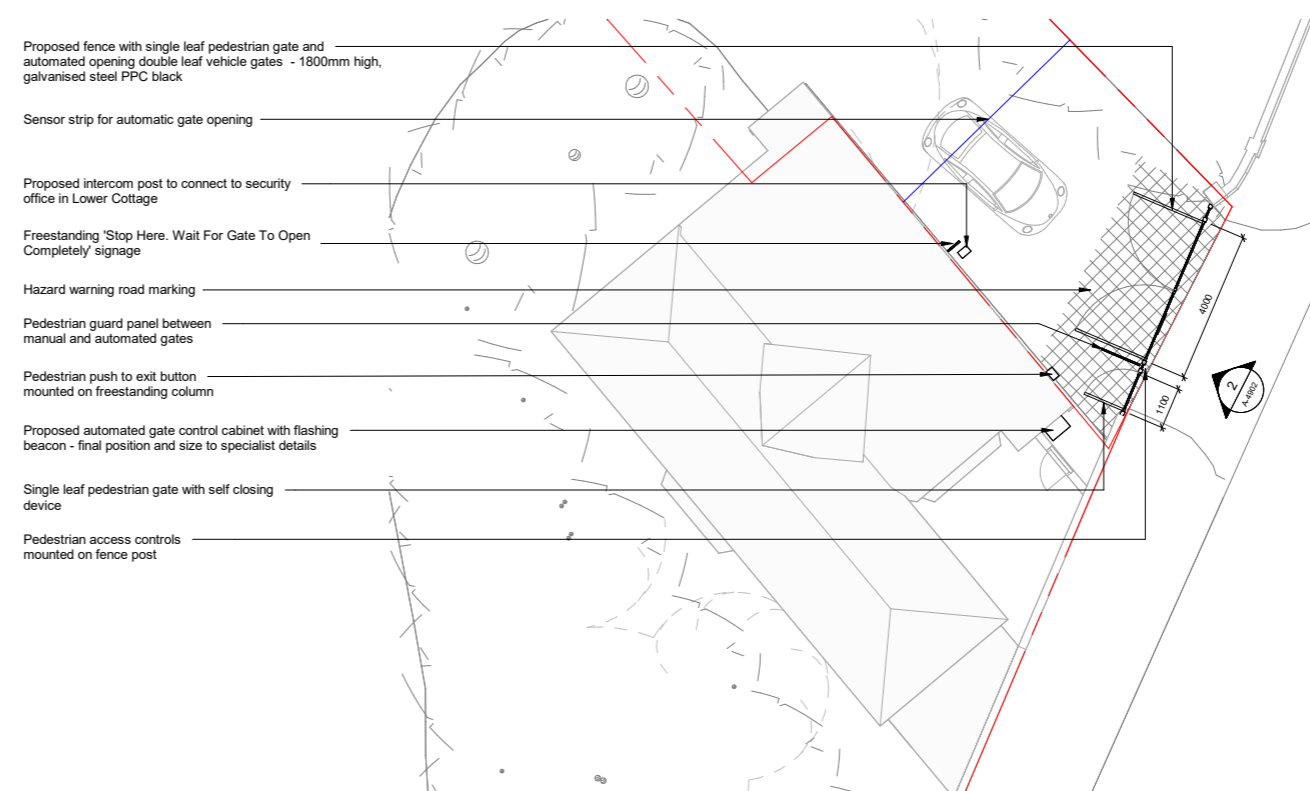 Proposed fence with single leaf pedestrian gate and
automated opening double leaf vehicle gates - 1800mm high,
galvanised steel PPC black
Sensor strip for automatic gate opening
Proposed intercom post to connect to security
office in Lower Cottage
Freestanding 'Stop Here. Wait For Gate To Open
Completely' signage
Hazard warning road marking
Pedestrian guard panel between
manual and automated gates
Pedestrian push to exit button
mounted on freestanding column
Proposed automated gate control cabinet with flashing
beacon - final position and size to specialist details
Single leaf pedestrian gate with self closing
device
Pedestrian access controls
mounted on fence post
4000
1100
2
A-4902